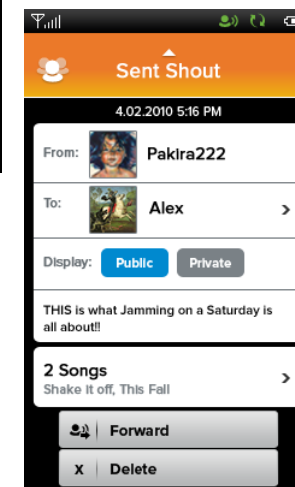 Sent Shout
4.02.2010 5:16 PM
From: Pakira222
To: Alex
Display: Public Private
THIS is what Jamming on a Saturday is
all about!!
2 Songs
Shake it off, This Fall
Forward
x Delete